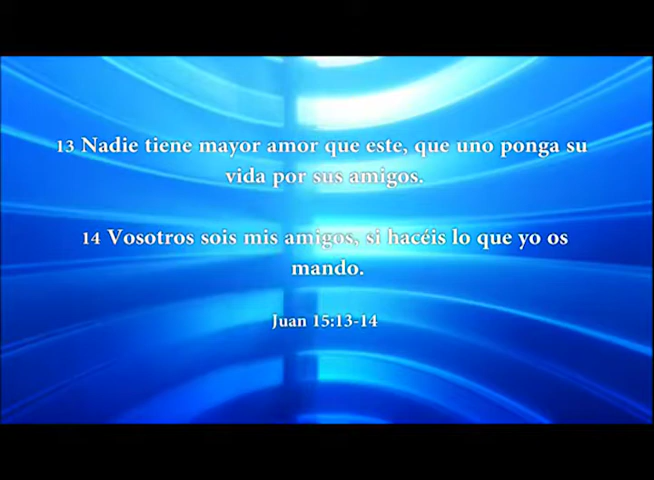 13 Nadie tiene mayor amor que este, que uno ponga su
vida por sus amigos.
14 Vosotros sois mis amigos, si hacéis lo que yo os
mando.
Juan 15:13-14